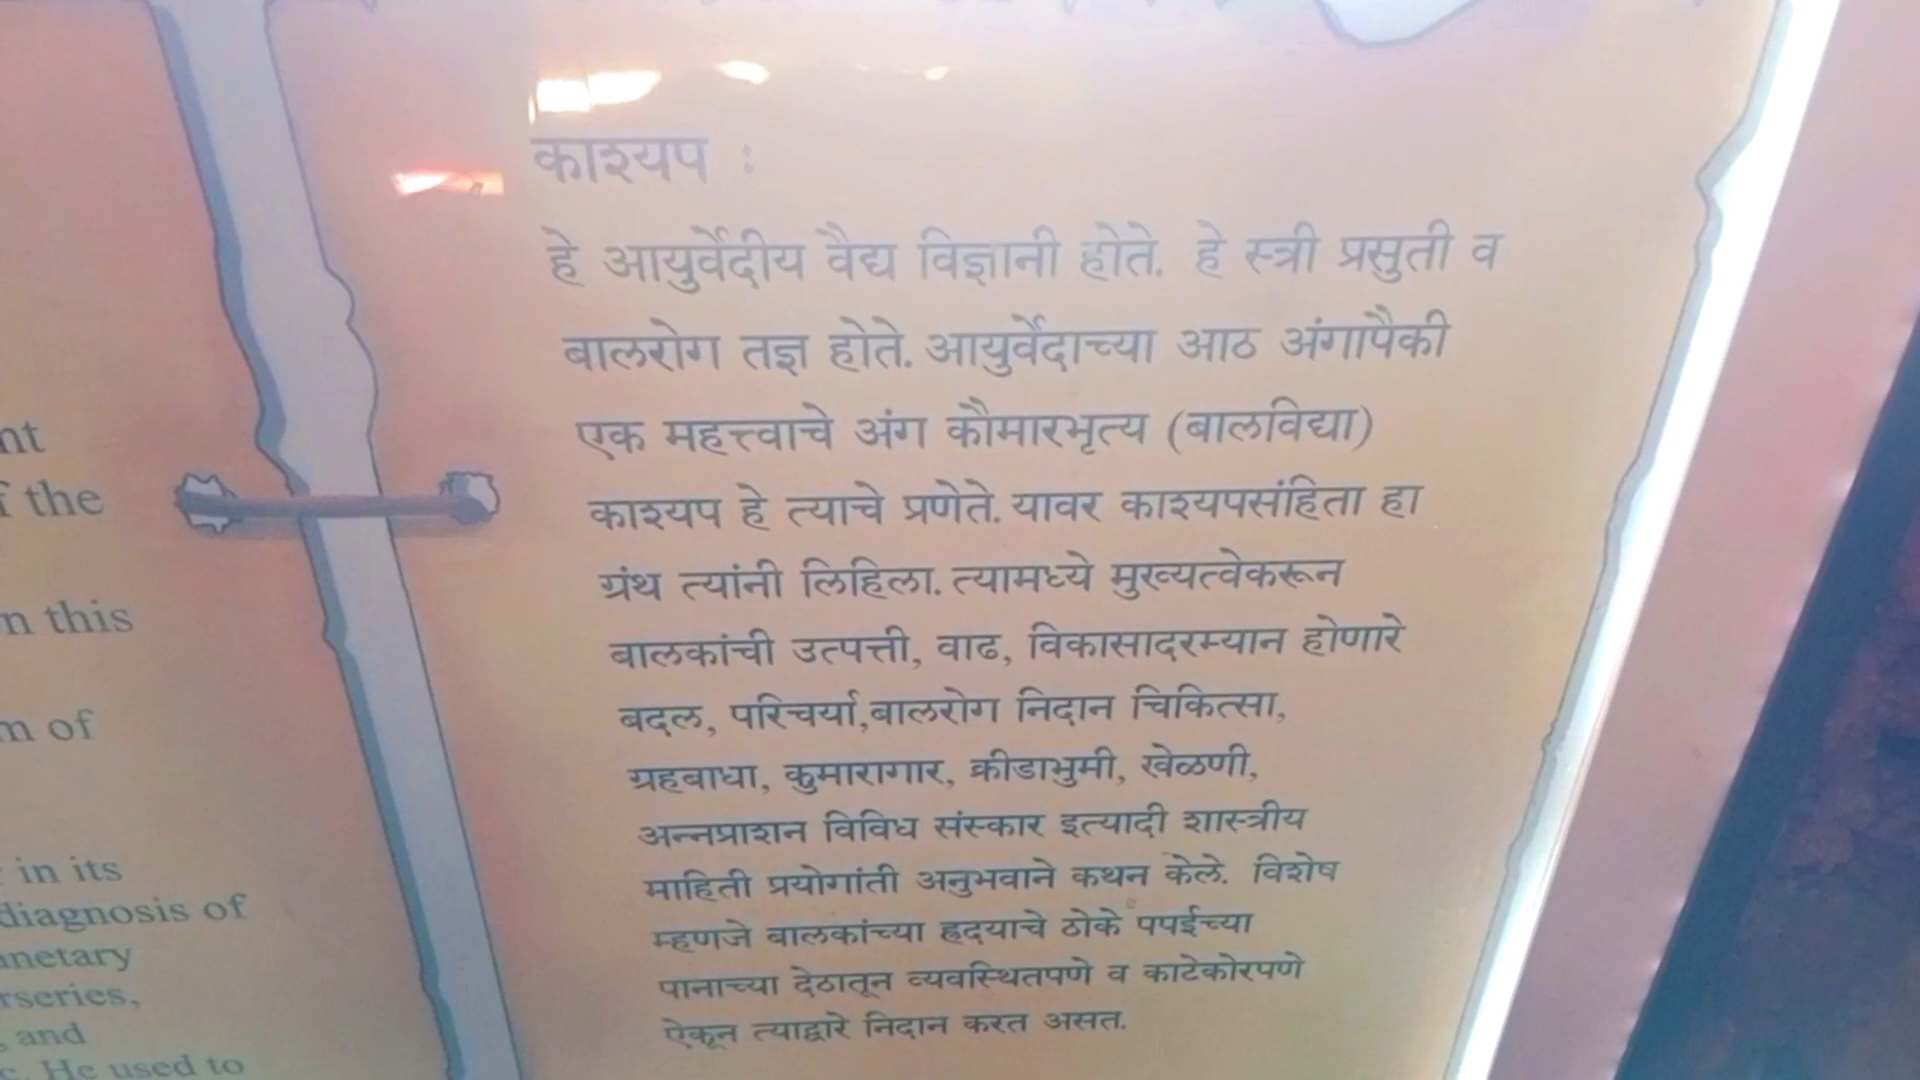 nt
f the
n this
m of
in its
diagnosis of
anetary
rseries,
, and
c. He used to
काश्यप :
हे आयुर्वेदीय वैद्य विज्ञानी होते. हे स्त्री प्रसुती व
बालरोग तज्ञ होते. आयुर्वेदाच्या आठ अंगापैकी
एक महत्त्वाचे अंग कौमारभृत्य (बालविद्या)
काश्यप हे त्याचे प्रणेते. यावर काश्यपसंहिता हा
ग्रंथ त्यांनी लिहिला. त्यामध्ये मुख्यत्वेकरून
बालकांची उत्पत्ती, वाढ, विकासादरम्यान होणारे
बदल, परिचर्या,बालरोग निदान चिकित्सा,
ग्रहबाधा, कुमारागार, क्रीडाभुमी, खेळणी,
अन्नप्राशन विविध संस्कार इत्यादी शास्त्रीय
माहिती प्रयोगांती अनुभवाने कथन केले. विशेष
म्हणजे बालकांच्या हृदयाचे ठोके पपईच्या
पानाच्या देठातून व्यवस्थितपणे व काटेकोरपणे
ऐकून त्याद्वारे निदान करत असत.